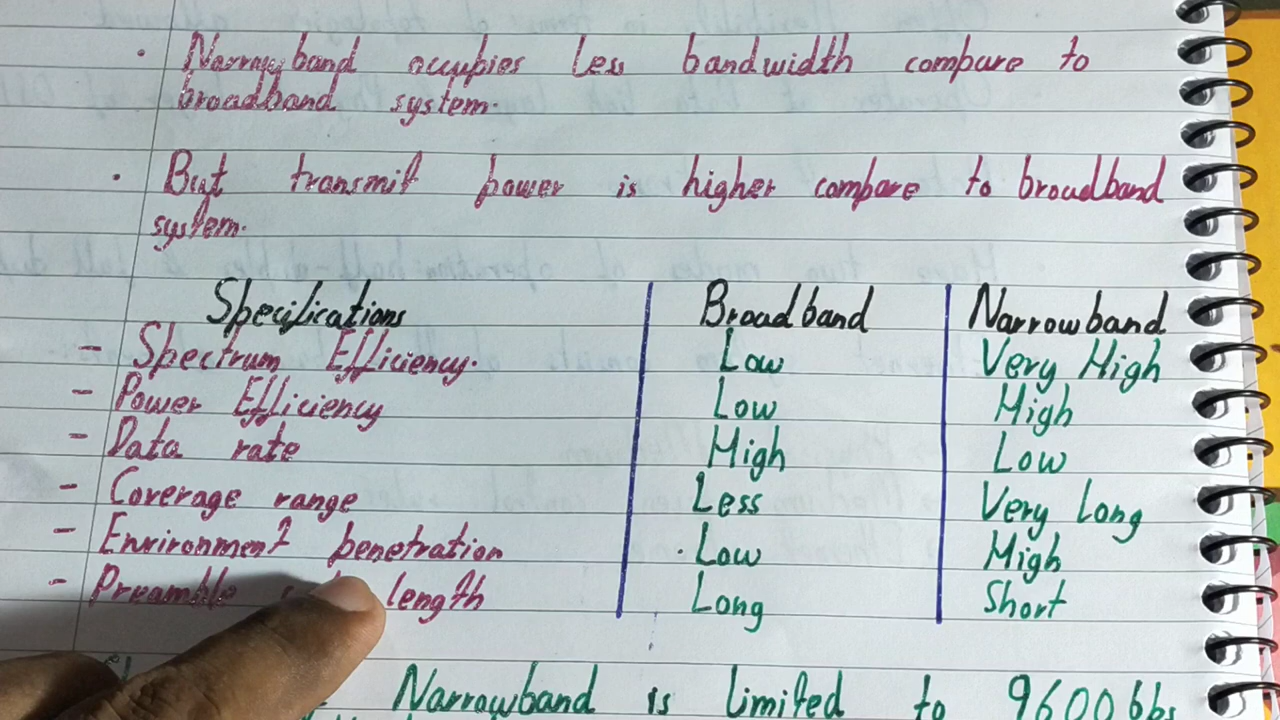 · Narrowband occupies less bandwidth compare to
broadband system.
· But transmit power is higher compare to broadband
system.
Specifications Broadband Narrowband
- Spectrum Efficiency. Low Very High
- Power Efficiency Low High
- Data rate High Low
- Coverage range Less Very Long
- Environment penetration Low High
- Preamble length Long Short
Narrowband is limited to 9600bbs